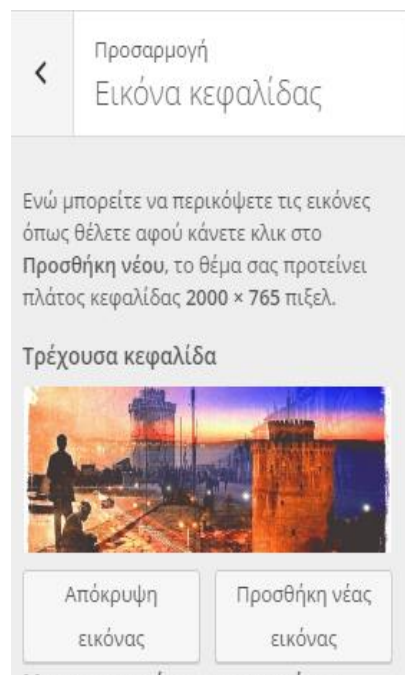 Προσαρμογή
Εικόνα κεφαλίδας
Ενώ μπορείτε να περικόψετε τις εικόνες
όπως θέλετε αφού κάνετε κλικ στο
Προσθήκη νέου, το θέμα σας προτείνει
πλάτος κεφαλίδας 2000 × 765 πιξελ.
Τρέχουσα κεφαλίδα
Απόκρυψη
εικόνας
Προσθήκη νέας
εικόνας